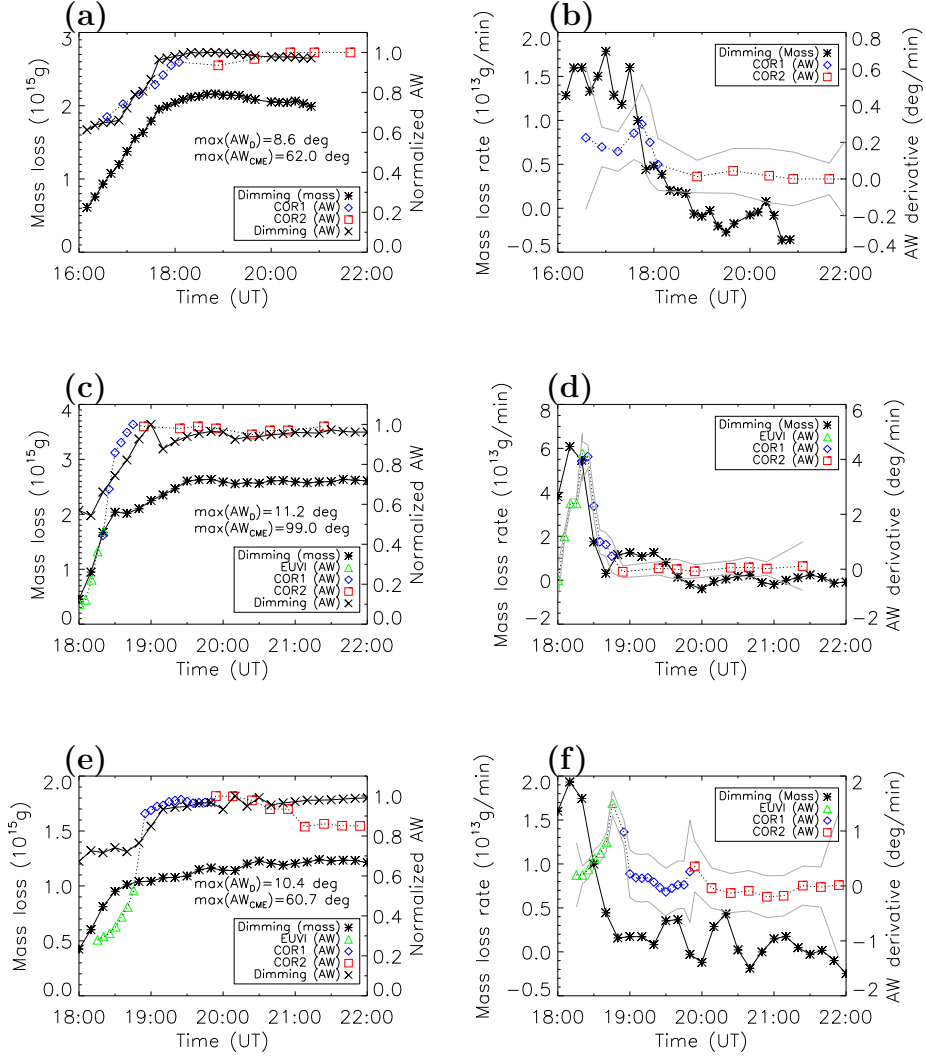 (a)
Mass loss (10^15g)
3
2
1
0
1.0
0.8
0.6
0.4
0.2
0.0
Normalized AW
max(AW_D)=8.6 deg
max(AW_CME)=62.0 deg
Dimming (mass)
COR1 (AW)
COR2 (AW)
Dimming (AW)
16:00 18:00 20:00 22:00
Time (UT)
(b)
Mass loss rate (10^13g/min)
2.0
1.5
1.0
0.5
0.0
−0.5
0.8
0.6
0.4
0.2
0.0
−0.2
−0.4
AW derivative (deg/min)
Dimming (Mass)
COR1 (AW)
COR2 (AW)
16:00 18:00 20:00 22:00
Time (UT)
(c)
Mass loss (10^15g)
4
3
2
1
0
1.0
0.8
0.6
0.4
0.2
0.0
Normalized AW
max(AW_D)=11.2 deg
max(AW_CME)=99.0 deg
Dimming (mass)
EUVI (AW)
COR1 (AW)
COR2 (AW)
Dimming (AW)
18:00 19:00 20:00 21:00 22:00
Time (UT)
(d)
Mass loss rate (10^13g/min)
8
6
4
2
0
−2
6
4
2
0
−2
AW derivative (deg/min)
Dimming (Mass)
EUVI (AW)
COR1 (AW)
COR2 (AW)
18:00 19:00 20:00 21:00 22:00
Time (UT)
(e)
Mass loss (10^15g)
2.0
1.5
1.0
0.5
0.0
1.0
0.8
0.6
0.4
0.2
0.0
Normalized AW
max(AW_D)=10.4 deg
max(AW_CME)=60.7 deg
Dimming (mass)
EUVI (AW)
COR1 (AW)
COR2 (AW)
Dimming (AW)
18:00 19:00 20:00 21:00 22:00
Time (UT)
(f)
Mass loss rate (10^13g/min)
2.0
1.5
1.0
0.5
0.0
−0.5
2
1
0
−1
−2
AW derivative (deg/min)
Dimming (Mass)
EUVI (AW)
COR1 (AW)
COR2 (AW)
18:00 19:00 20:00 21:00 22:00
Time (UT)